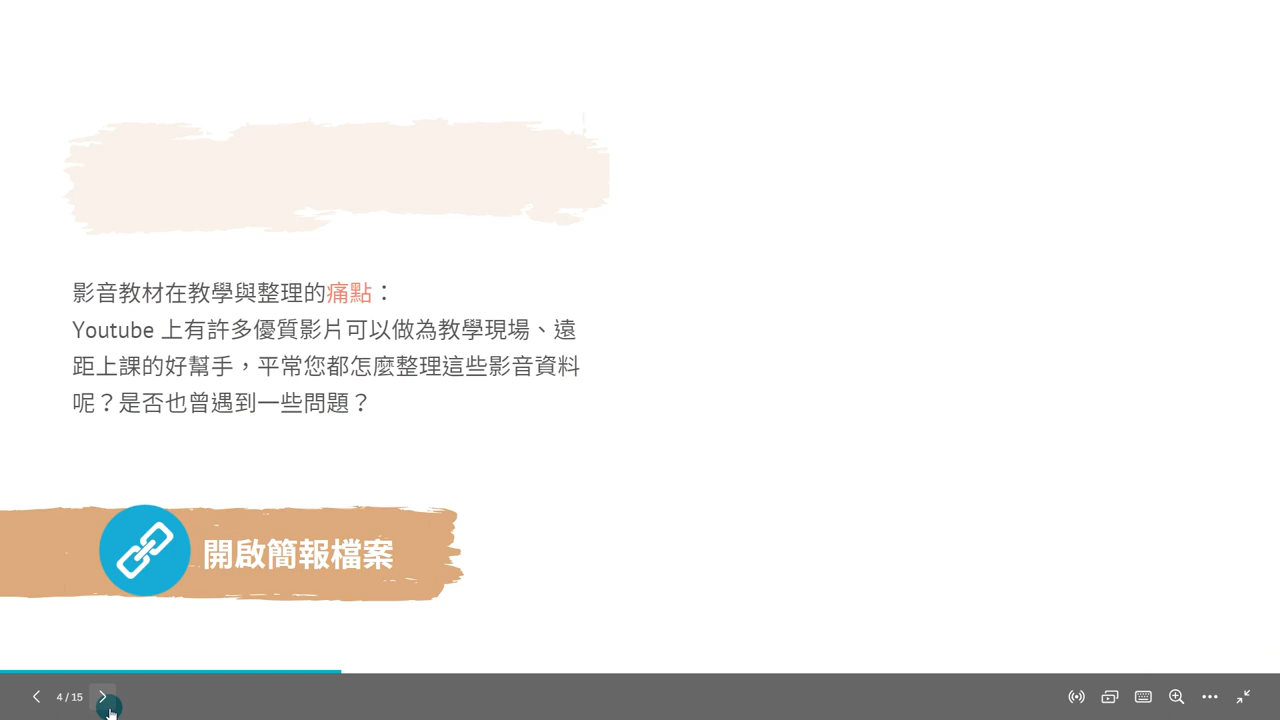 影音教材在教學與整理的痛點：
Youtube 上有許多優質影片可以做為教學現場、遠
距上課的好幫手，平常您都怎麼整理這些影音資料
呢？是否也曾遇到一些問題？
開啟簡報檔案
4 / 15